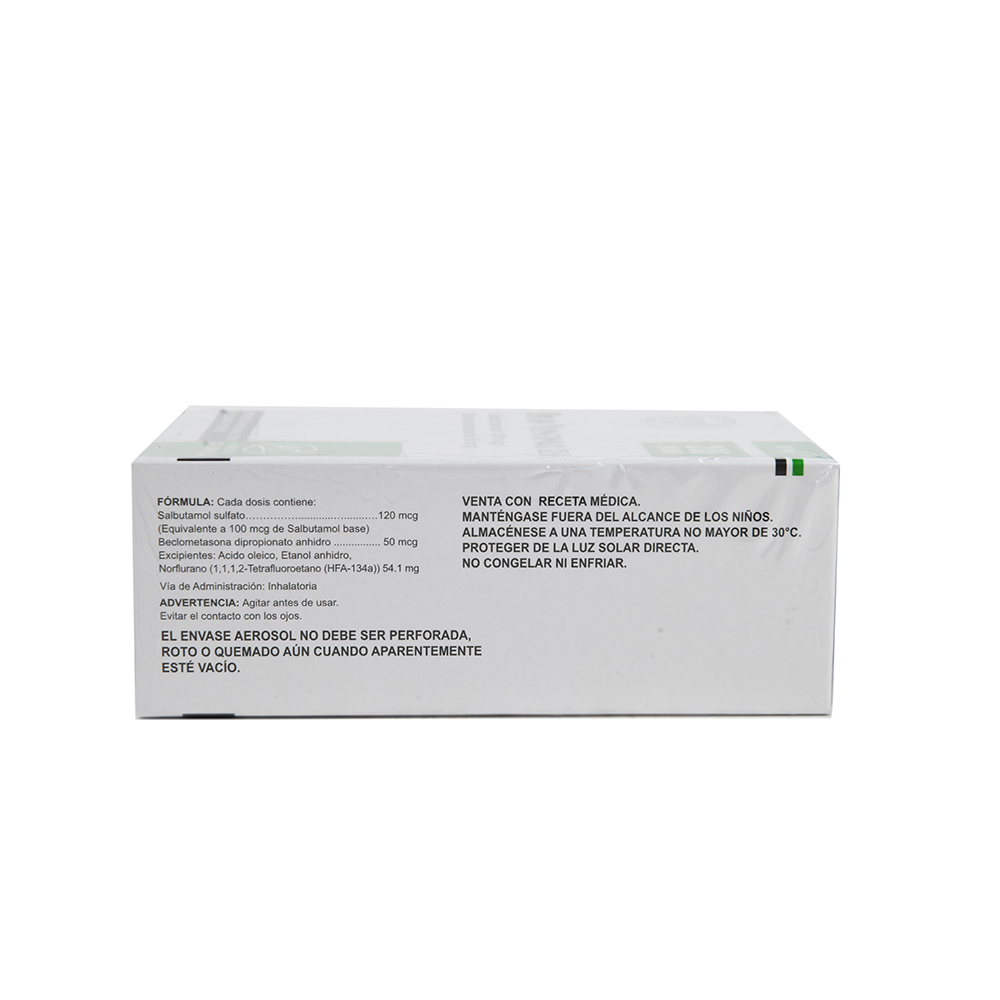 FÓRMULA: Cada dosis contiene:
Salbutamol sulfato..............................120 mcg
(Equivalente a 100 mcg de Salbutamol base)
Beclometasona dipropionato anhidro ................ 50 mcg
Excipientes: Acido oleico, Etanol anhidro,
Norflurano (1,1,1,2-Tetrafluoroetano (HFA-134a)) 54.1 mg
Vía de Administración: Inhalatoria
ADVERTENCIA: Agitar antes de usar.
Evitar el contacto con los ojos.
EL ENVASE AEROSOL NO DEBE SER PERFORADA,
ROTO O QUEMADO AÚN CUANDO APARENTEMENTE
ESTÉ VACÍO.
VENTA CON RECETA MÉDICA.
MANTÉNGASE FUERA DEL ALCANCE DE LOS NIÑOS.
ALMACÉNESE A UNA TEMPERATURA NO MAYOR DE 30°C.
PROTEGER DE LA LUZ SOLAR DIRECTA.
NO CONGELAR NI ENFRIAR.